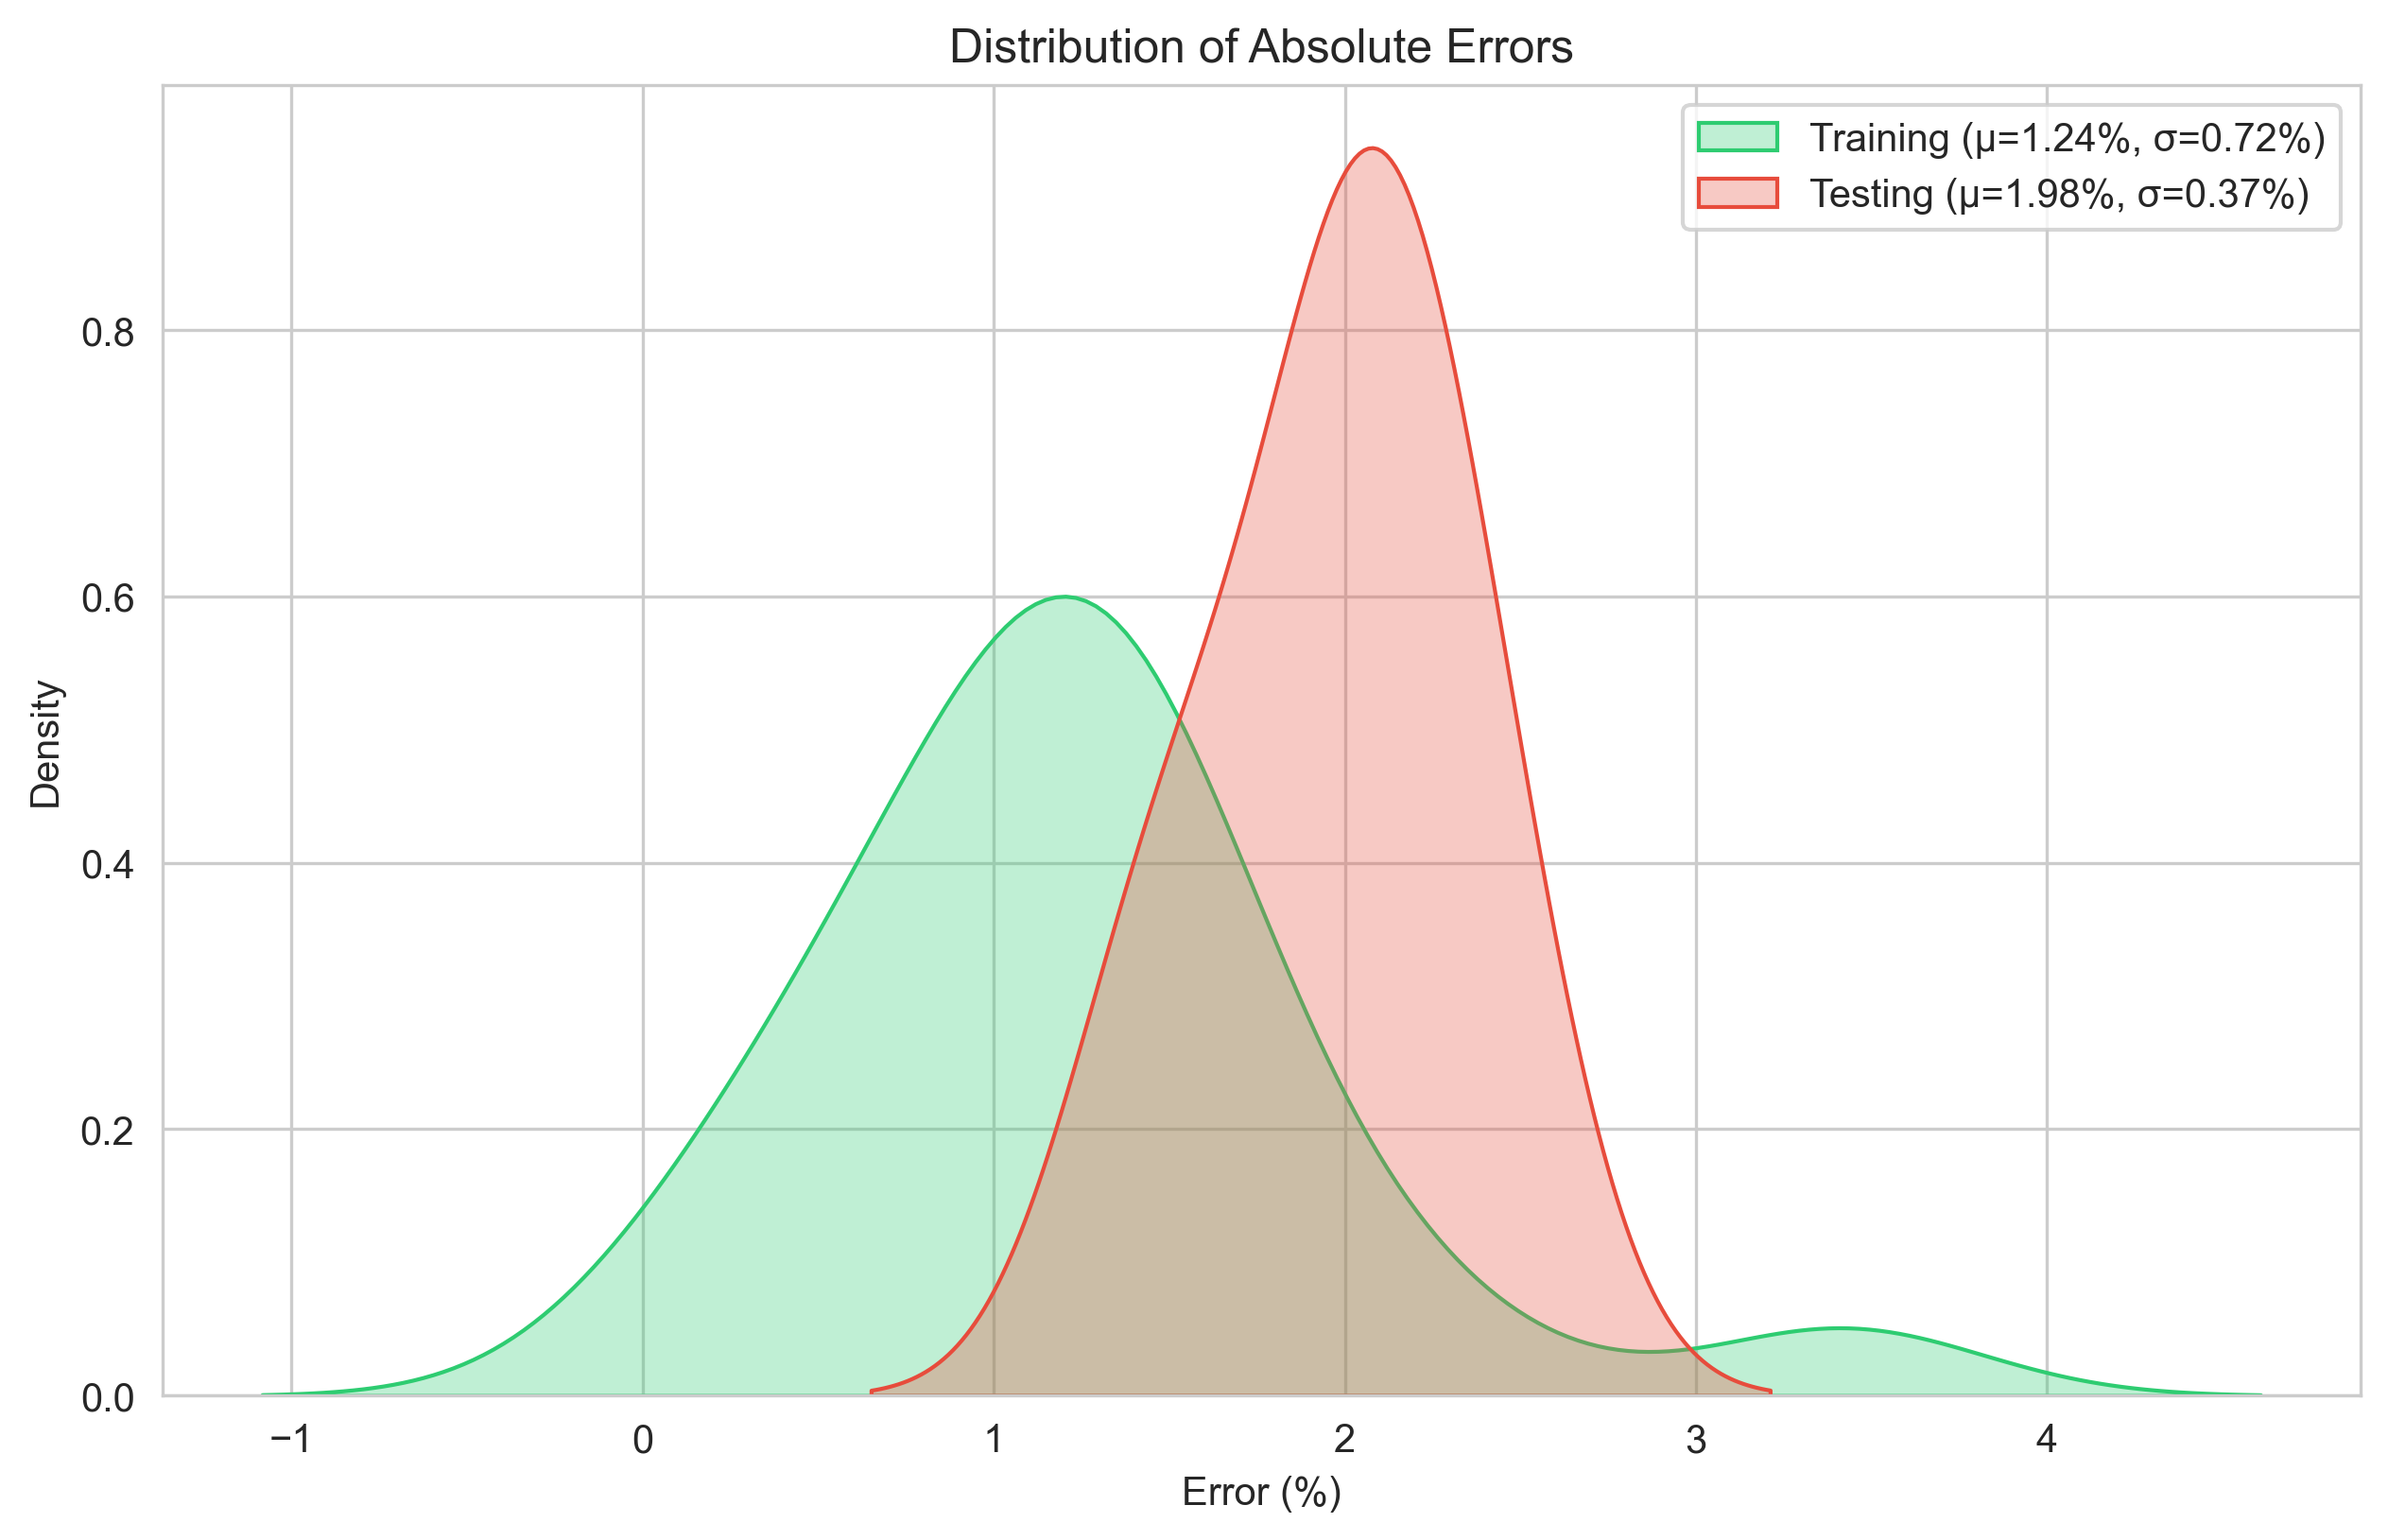 Distribution of Absolute Errors
Training (μ=1.24%, σ=0.72%)
Testing (μ=1.98%, σ=0.37%)
Density
0.8
0.6
0.4
0.2
0.0
−1 0 1 2 3 4
Error (%)